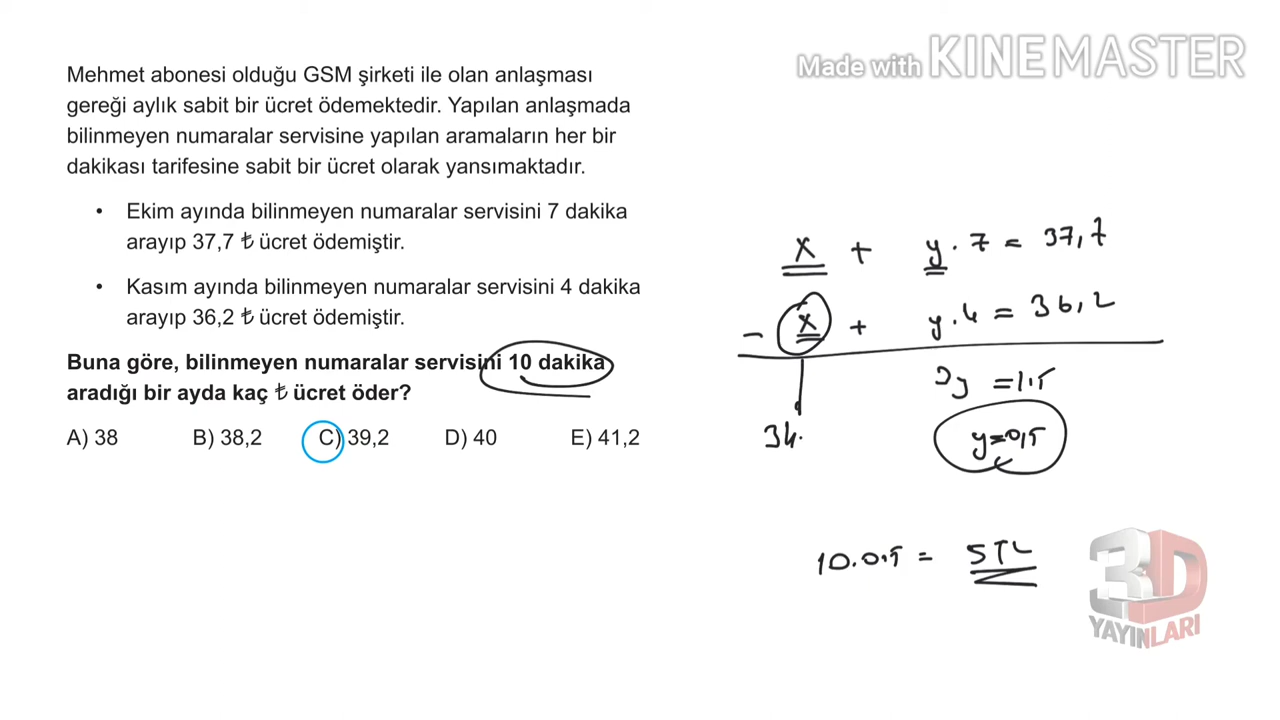 Made with KINEMASTER
Mehmet abonesi olduğu GSM şirketi ile olan anlaşması
gereği aylık sabit bir ücret ödemektedir. Yapılan anlaşmada
bilinmeyen numaralar servisine yapılan aramaların her bir
dakikası tarifesine sabit bir ücret olarak yansımaktadır.
• Ekim ayında bilinmeyen numaralar servisini 7 dakika
arayıp 37,7 ₺ ücret ödemiştir.
• Kasım ayında bilinmeyen numaralar servisini 4 dakika
arayıp 36,2 ₺ ücret ödemiştir.
Buna göre, bilinmeyen numaralar servisini 10 dakika
aradığı bir ayda kaç ₺ ücret öder?
A) 38 B) 38,2 C) 39,2 D) 40 E) 41,2
x + y.7 = 37,7
- x + y.4 = 36,2
3y = 1.5
34. y=0,5
10.0.5 = 5 TL
3D
YAYINLARI